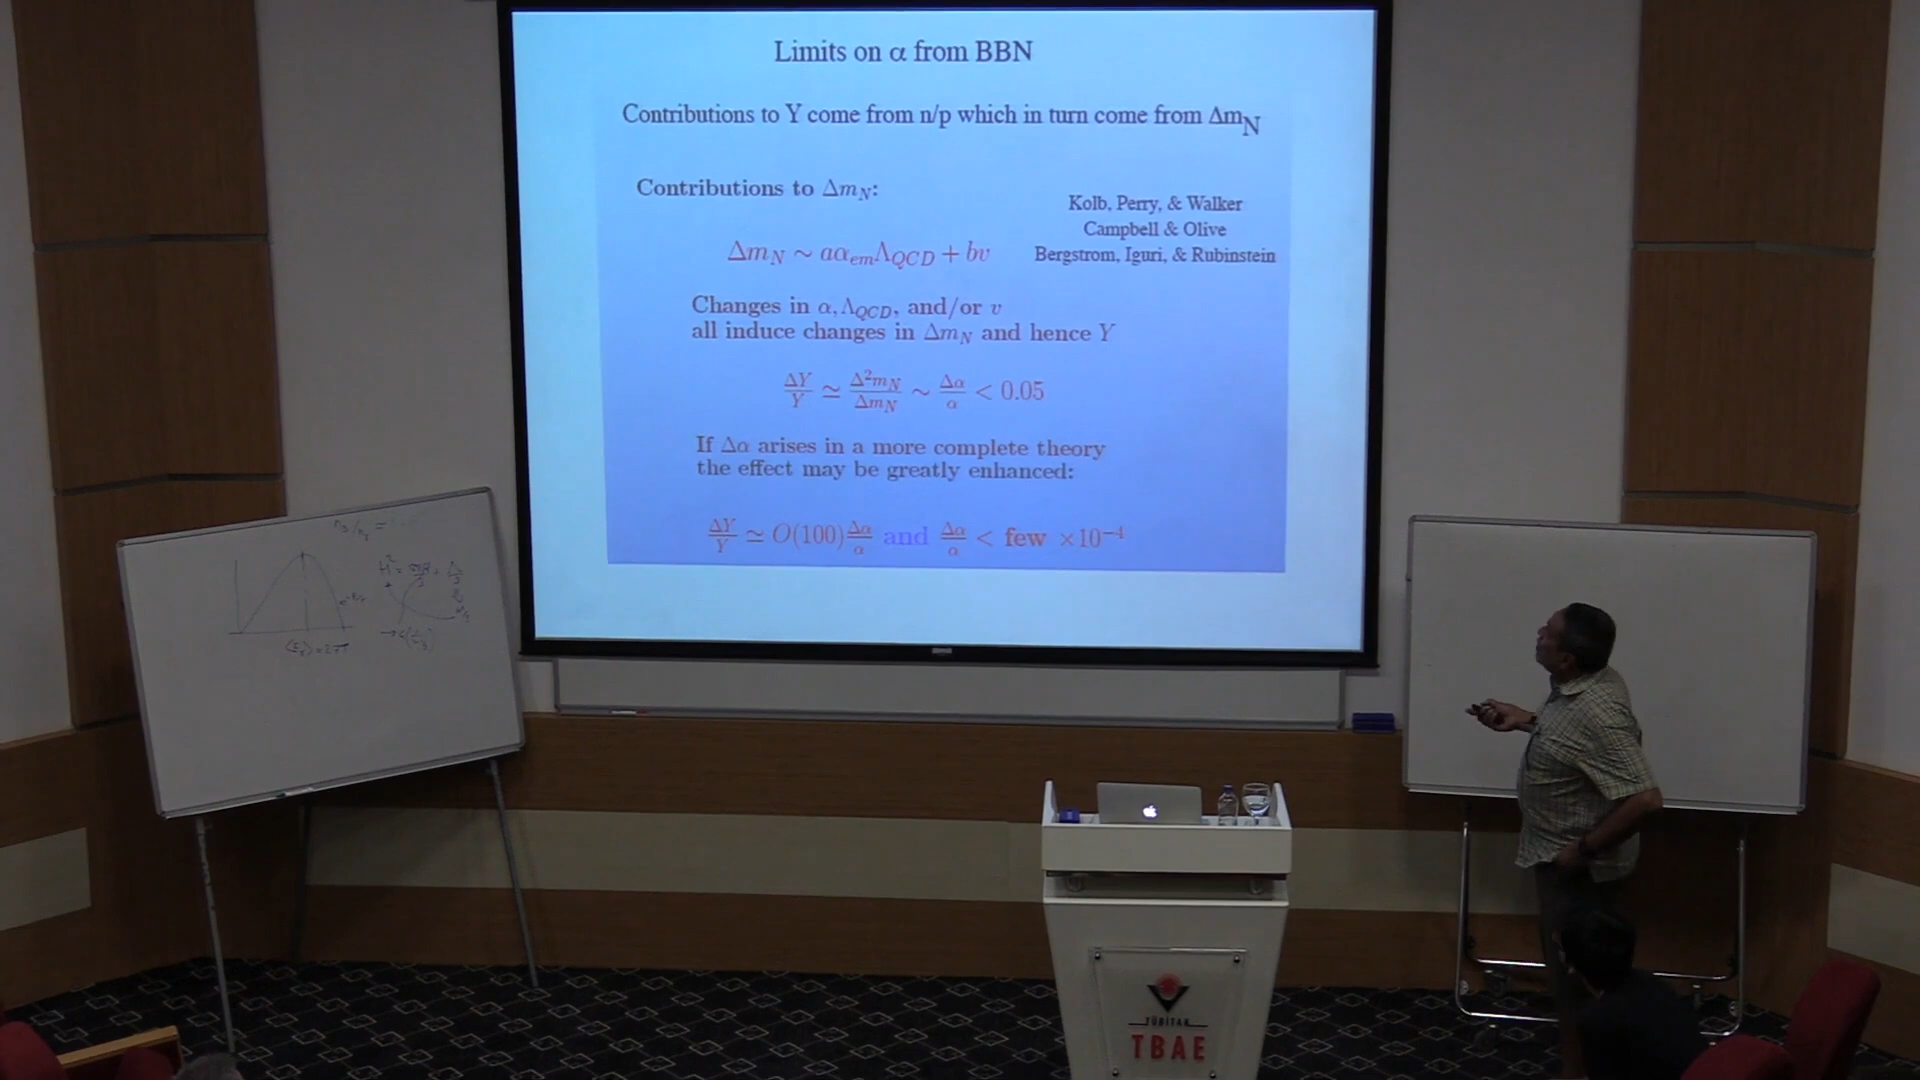 Limits on α from BBN
Contributions to Y come from n/p which in turn come from Δm_N
Contributions to Δm_N:
Kolb, Perry, & Walker
Campbell & Olive
Bergstrom, Iguri, & Rubinstein
Δm_N ~ aα_em Λ_QCD + bv
Changes in α, Λ_QCD, and/or v
all induce changes in Δm_N and hence Y
ΔY/Y ≃ Δ²m_N/Δm_N ~ Δα/α < 0.05
If Δα arises in a more complete theory
the effect may be greatly enhanced:
ΔY/Y ≃ O(100) Δα/α and Δα/α < few ×10⁻⁴
TÜBİTAK
TBAE